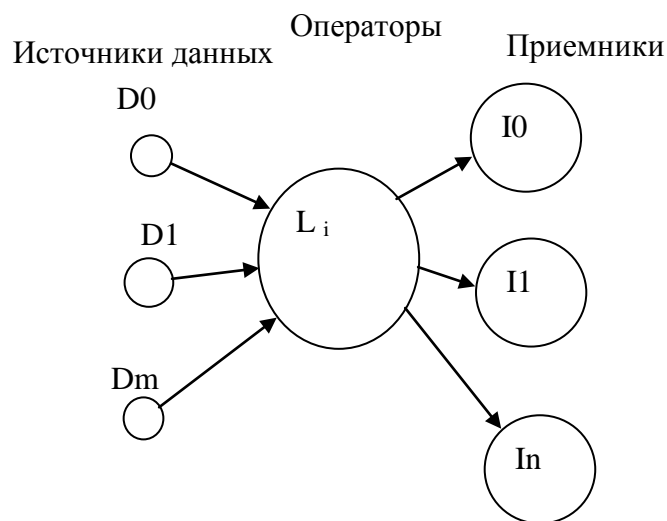 Операторы
Источники данных
Приемники
D0
I0
L i
D1
I1
Dm
In